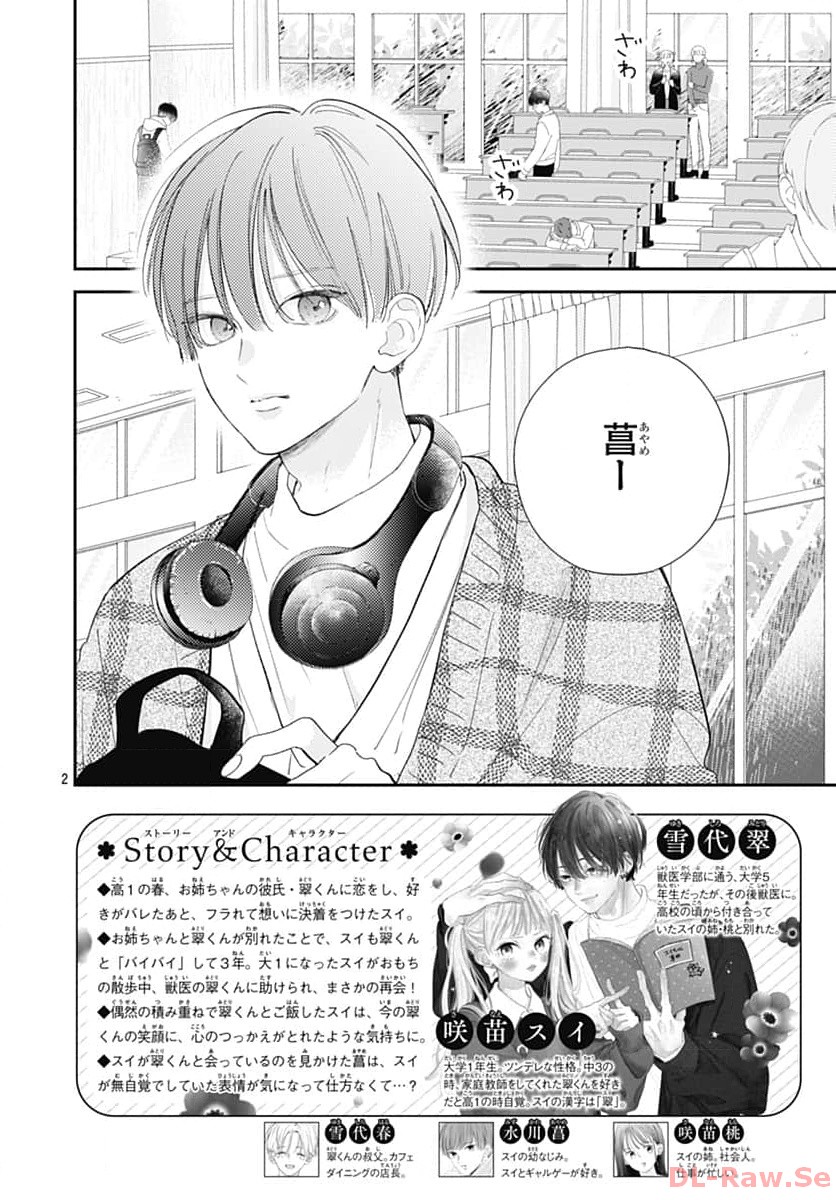 ざわ
ざわ
菖ー
あやめ
2
ストーリー アンド キャラクター
Story&Character
◆高1の春、お姉ちゃんの彼氏・翠くんに恋をし、好
きがバレたあと、フラれて想いに決着をつけたスイ。
◆お姉ちゃんと翠くんが別れたことで、スイも翠くん
と「バイバイ」して3年。大1になったスイがおもち
の散歩中、獣医の翠くんに助けられ、まさかの再会！
◆偶然の積み重ねで翠くんとご飯したスイは、今の翠
くんの笑顔に、心のつっかえがとれたような気持ちに。
◆スイが翠くんと会っているのを見かけた菖は、スイ
が無自覚でしていた表情が気になって仕方なくて…？
雪代翠
獣医学部に通う、大学5
年生だったが、その後獣医に。
高校の頃から付き合って
いたスイの姉・桃と別れた。
咲苗スイ
大学1年生。ツンデレな性格。中3の
時、家庭教師をしてくれた翠くんを好き
だと高1の時自覚。スイの漢字は「翠」。
雪代春
翠くんの叔父。カフェ
ダイニングの店長。
水川菖
スイの幼なじみ。
スイとギャルゲーが好き。
咲苗桃
スイの姉。社会人。
仕事が忙しい。
DL-Raw.Se